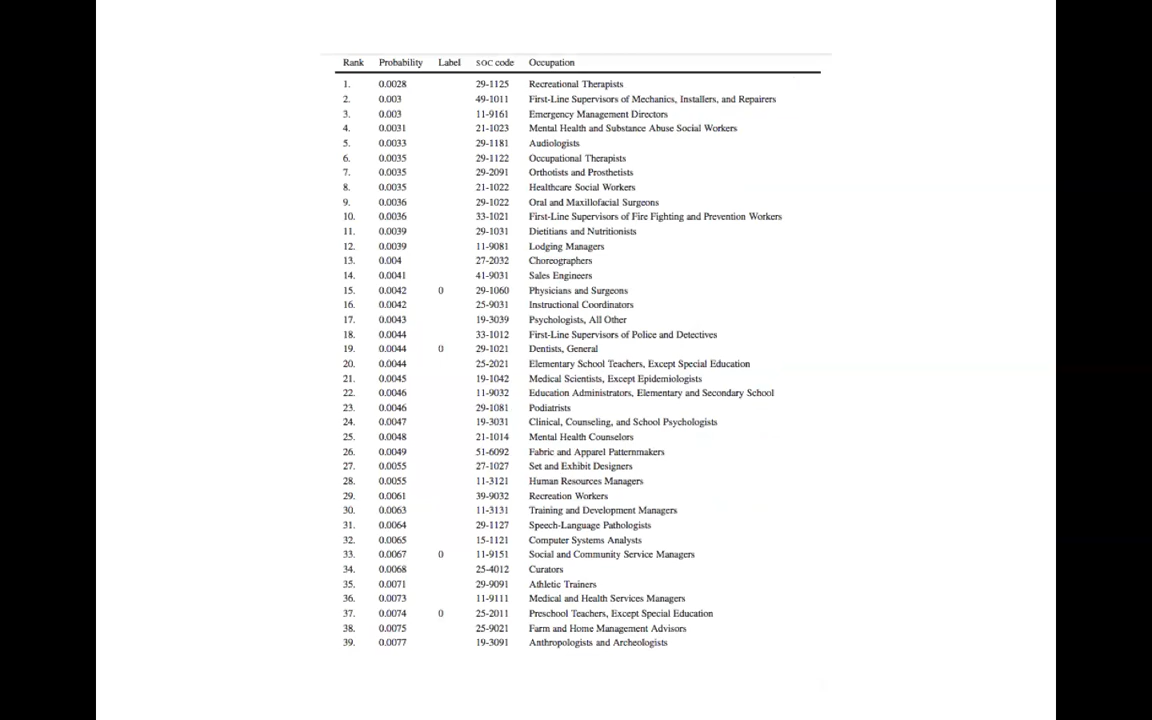 Rank Probability Label SOC code Occupation
1. 0.0028 29-1125 Recreational Therapists
2. 0.003 49-1011 First-Line Supervisors of Mechanics, Installers, and Repairers
3. 0.003 11-9161 Emergency Management Directors
4. 0.0031 21-1023 Mental Health and Substance Abuse Social Workers
5. 0.0033 29-1181 Audiologists
6. 0.0035 29-1122 Occupational Therapists
7. 0.0035 29-2091 Orthotists and Prosthetists
8. 0.0035 21-1022 Healthcare Social Workers
9. 0.0036 29-1022 Oral and Maxillofacial Surgeons
10. 0.0036 33-1021 First-Line Supervisors of Fire Fighting and Prevention Workers
11. 0.0039 29-1031 Dietitians and Nutritionists
12. 0.0039 11-9081 Lodging Managers
13. 0.004 27-2032 Choreographers
14. 0.0041 41-9031 Sales Engineers
15. 0.0042 0 29-1060 Physicians and Surgeons
16. 0.0042 25-9031 Instructional Coordinators
17. 0.0043 19-3039 Psychologists, All Other
18. 0.0044 33-1012 First-Line Supervisors of Police and Detectives
19. 0.0044 0 29-1021 Dentists, General
20. 0.0044 25-2021 Elementary School Teachers, Except Special Education
21. 0.0045 19-1042 Medical Scientists, Except Epidemiologists
22. 0.0046 11-9032 Education Administrators, Elementary and Secondary School
23. 0.0046 29-1081 Podiatrists
24. 0.0047 19-3031 Clinical, Counseling, and School Psychologists
25. 0.0048 21-1014 Mental Health Counselors
26. 0.0049 51-6092 Fabric and Apparel Patternmakers
27. 0.0055 27-1027 Set and Exhibit Designers
28. 0.0055 11-3121 Human Resources Managers
29. 0.0061 39-9032 Recreation Workers
30. 0.0063 11-3131 Training and Development Managers
31. 0.0064 29-1127 Speech-Language Pathologists
32. 0.0065 15-1121 Computer Systems Analysts
33. 0.0067 0 11-9151 Social and Community Service Managers
34. 0.0068 25-4012 Curators
35. 0.0071 29-9091 Athletic Trainers
36. 0.0073 11-9111 Medical and Health Services Managers
37. 0.0074 0 25-2011 Preschool Teachers, Except Special Education
38. 0.0075 25-9021 Farm and Home Management Advisors
39. 0.0077 19-3091 Anthropologists and Archeologists